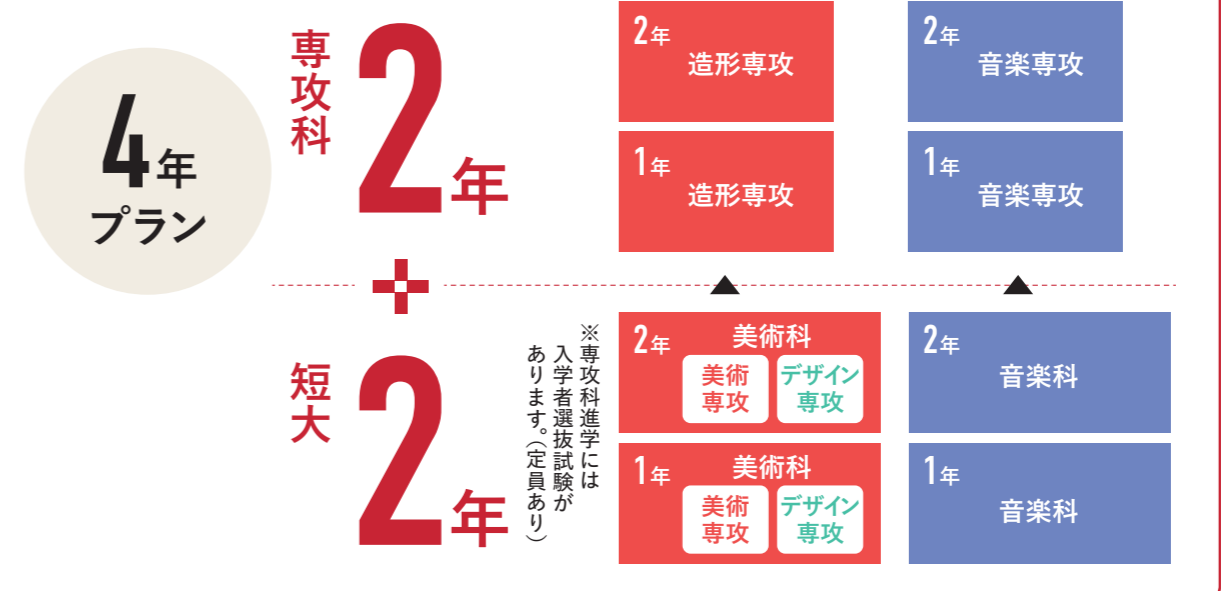 4年
プラン
専攻科
2年
2年
造形専攻
1年
造形専攻
2年
音楽専攻
1年
音楽専攻
短大
2年
※専攻科進学には
入学者選抜試験が
あります。(定員あり)
2年
美術科
美術
専攻
デザイン
専攻
1年
美術科
美術
専攻
デザイン
専攻
2年
音楽科
1年
音楽科